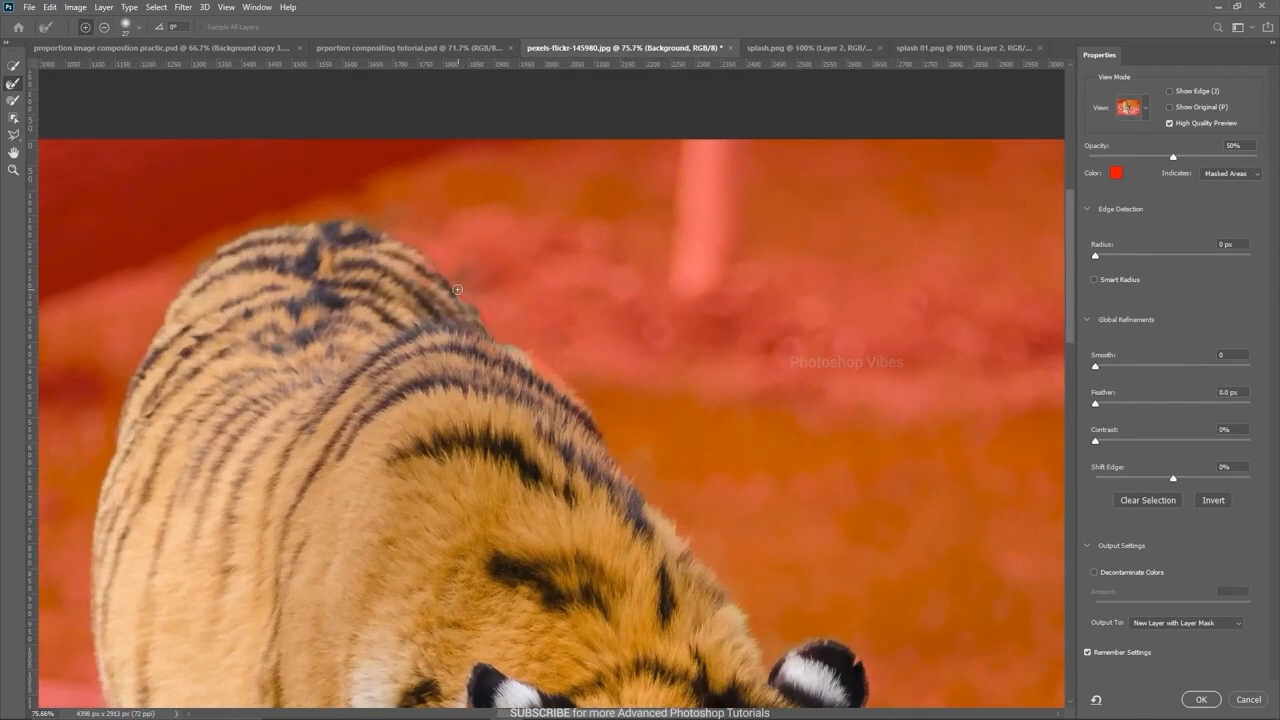 File Edit Image Layer Type Select Filter 3D View Window Help
27 0° Sample All Layers
proportion image compostion practic.psd @ 66.7% (Background copy 3,... × prportion compositing tutorial.psd @ 71.7% (RGB/8... × pexels-flickr-145980.jpg @ 75.7% (Background, RGB/8) * × splash.png @ 100% (Layer 2, RGB/... × splash 01.png @ 100% (Layer 2, RGB/... ×
Properties
View Mode
Show Edge (J)
View:
Show Original (P)
High Quality Preview
Opacity: 50%
Color: Indicates: Masked Areas
Edge Detection
Radius: 0 px
Smart Radius
Global Refinements
Smooth: 0
Feather: 0.0 px
Contrast: 0%
Shift Edge: 0%
Clear Selection Invert
Output Settings
Decontaminate Colors
Amount:
Output To: New Layer with Layer Mask
Remember Settings
OK Cancel
Photoshop Vibes
75.66% 4398 px x 2913 px (72 ppi)
SUBSCRIBE for more Advanced Photoshop Tutorials